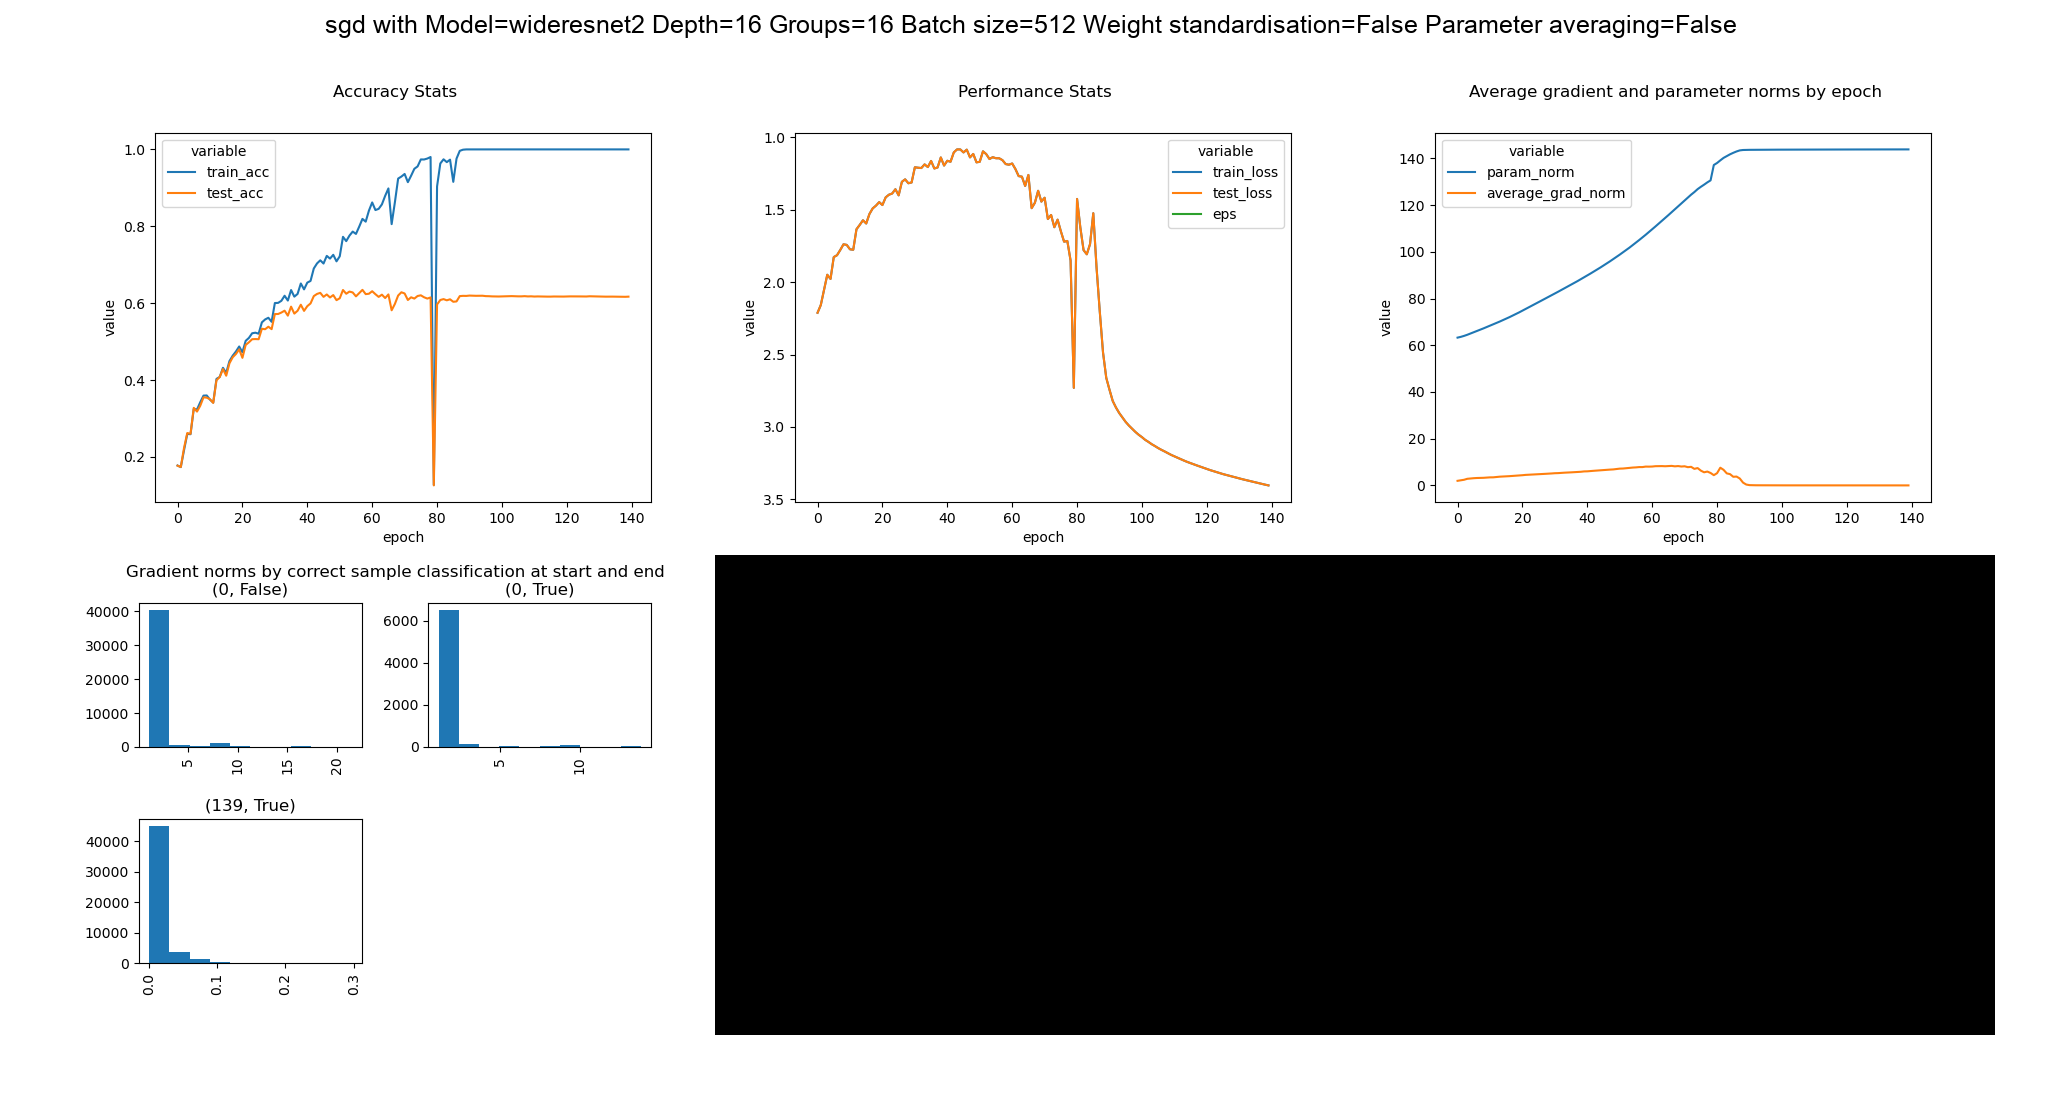 sgd with Model=wideresnet2 Depth=16 Groups=16 Batch size=512 Weight standardisation=False Parameter averaging=False
Accuracy Stats
variable
train_acc
test_acc
1.0
0.8
0.6
0.4
0.2
value
0 20 40 60 80 100 120 140
epoch
Performance Stats
variable
train_loss
test_loss
eps
1.0
1.5
2.0
2.5
3.0
3.5
value
0 20 40 60 80 100 120 140
epoch
Average gradient and parameter norms by epoch
variable
param_norm
average_grad_norm
140
120
100
80
60
40
20
0
value
0 20 40 60 80 100 120 140
epoch
Gradient norms by correct sample classification at start and end
(0, False)
40000
30000
20000
10000
0
5 10 15 20
(0, True)
6000
4000
2000
0
5 10
(139, True)
40000
30000
20000
10000
0
0.0 0.1 0.2 0.3